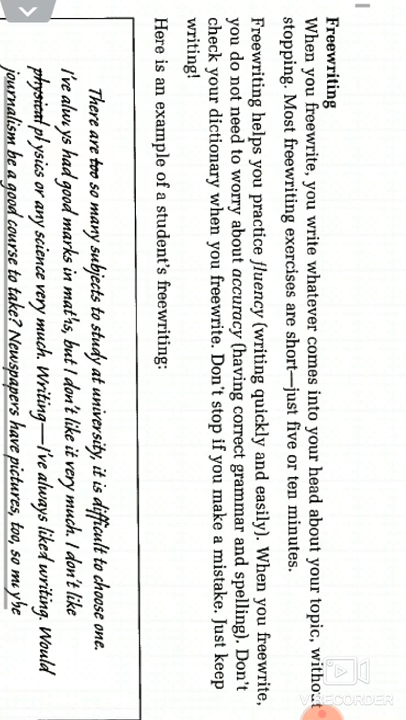 Freewriting
When you freewrite, you write whatever comes into your head about your topic, without
stopping. Most freewriting exercises are short—just five or ten minutes.
Freewriting helps you practice fluency (writing quickly and easily). When you freewrite,
you do not need to worry about accuracy (having correct grammar and spelling). Don't
check your dictionary when you freewrite. Don't stop if you make a mistake. Just keep
writing!
Here is an example of a student's freewriting:
There are too so many subjects to study at university, it is difficult to choose one.
I've always had good marks in maths, but I don't like it very much. I don't like
physical physics or any science very much. Writing—I've always liked writing. Would
journalism be a good course to take? Newspapers have pictures, too, so maybe
VIDEORECORDER